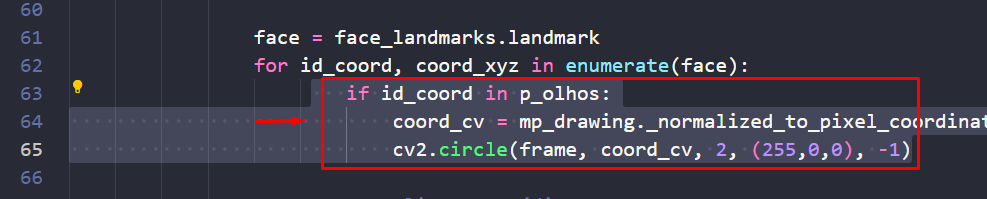 60
61 face = face_landmarks.landmark
62 for id_coord, coord_xyz in enumerate(face):
63 if id_coord in p_olhos:
64 coord_cv = mp_drawing._normalized_to_pixel_coordinat
65 cv2.circle(frame, coord_cv, 2, (255,0,0), -1)
66